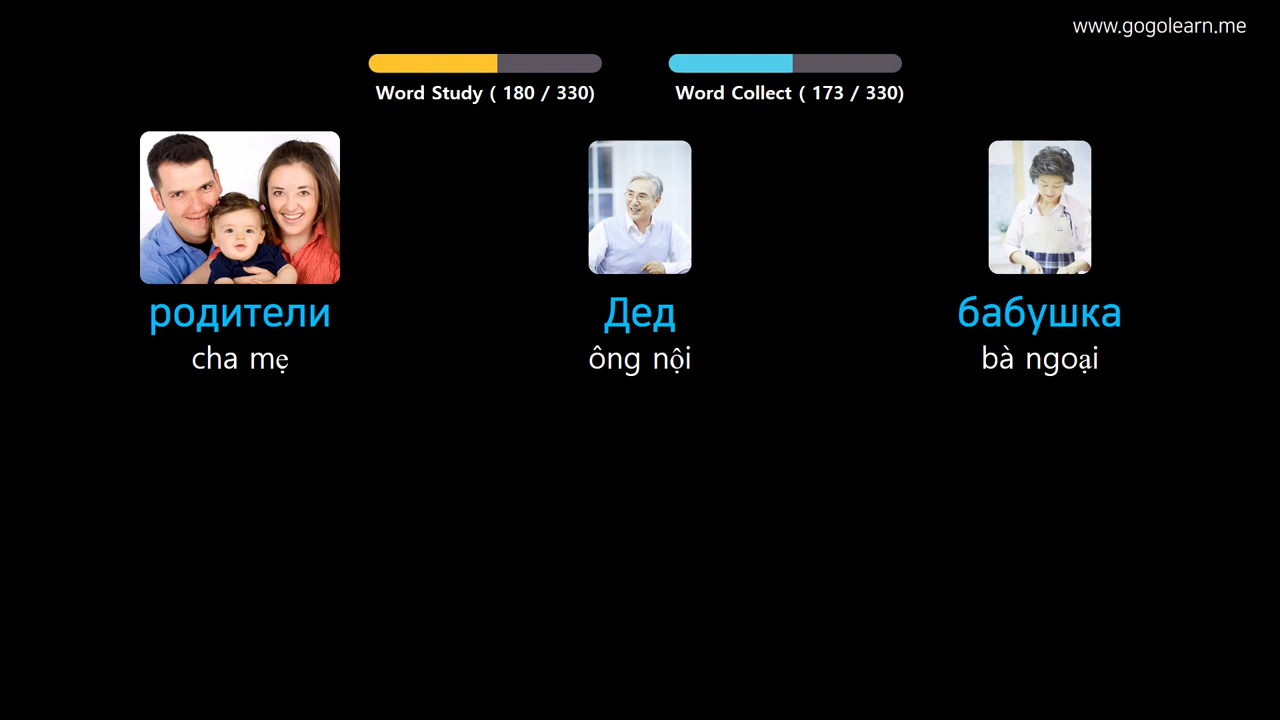 www.gogolearn.me
Word Study ( 180 / 330)
Word Collect ( 173 / 330)
родители
Дед
бабушка
cha mẹ
ông nội
bà ngoại